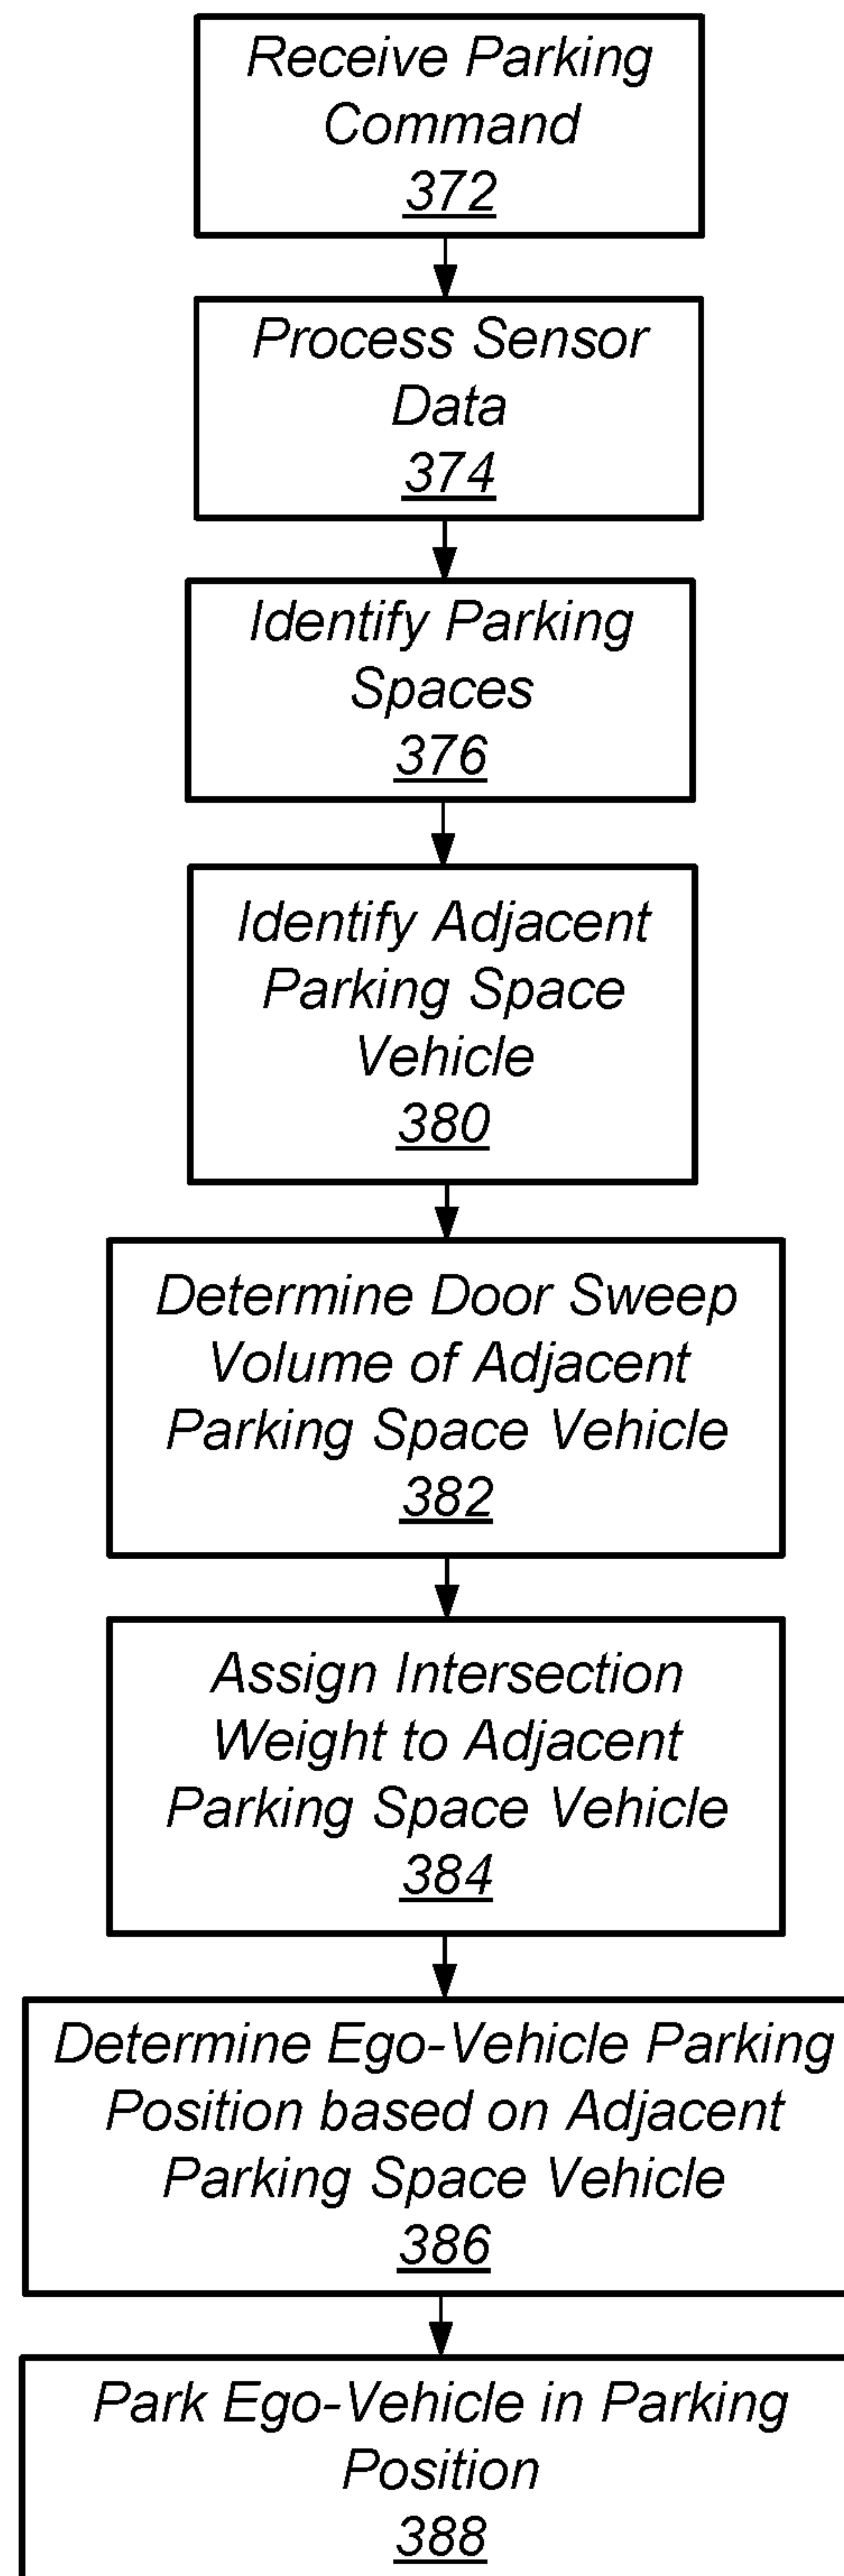 Receive Parking
Command
372
Process Sensor
Data
374
Identify Parking
Spaces
376
Identify Adjacent
Parking Space
Vehicle
380
Determine Door Sweep
Volume of Adjacent
Parking Space Vehicle
382
Assign Intersection
Weight to Adjacent
Parking Space Vehicle
384
Determine Ego-Vehicle Parking
Position based on Adjacent
Parking Space Vehicle
386
Park Ego-Vehicle in Parking
Position
388